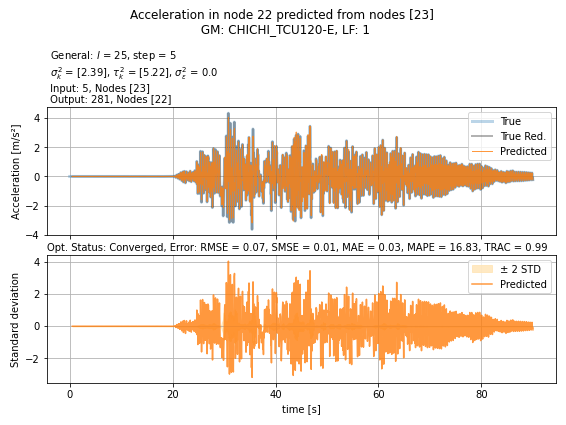 Acceleration in node 22 predicted from nodes [23]
GM: CHICHI_TCU120-E, LF: 1
General: l = 25, step = 5
σ²ₖ = [2.39], τ²ₖ = [5.22], σ²ε = 0.0
Input: 5, Nodes [23]
Output: 281, Nodes [22]
Acceleration [m/s²]
4
2
0
−2
−4
True
True Red.
Predicted
Opt. Status: Converged, Error: RMSE = 0.07, SMSE = 0.01, MAE = 0.03, MAPE = 16.83, TRAC = 0.99
Standard deviation
4
2
0
−2
± 2 STD
Predicted
0 20 40 60 80
time [s]